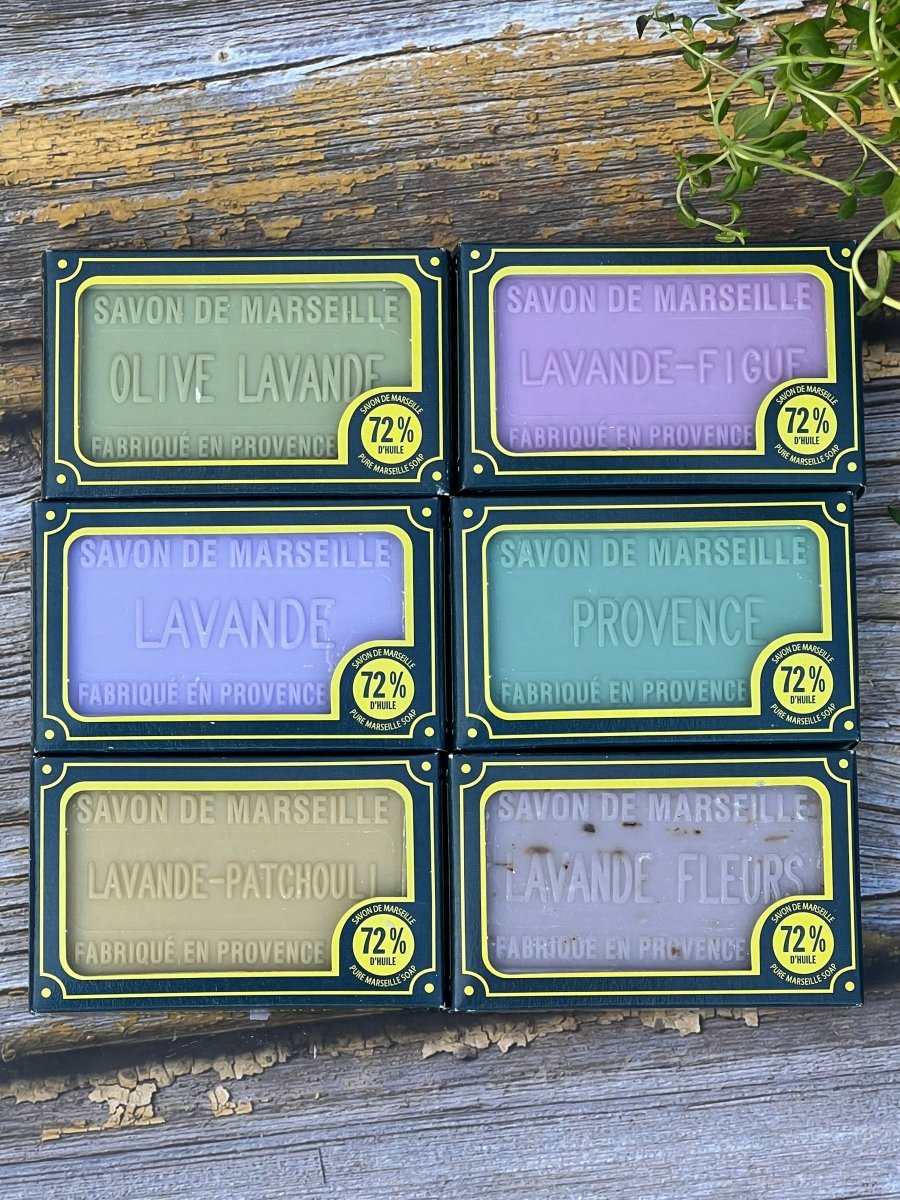 SAVON DE MARSEILLE
OLIVE LAVANDE
FABRIQUÉ EN PROVENCE
SAVON DE MARSEILLE
72%
D'HUILE
PURE MARSEILLE SOAP
SAVON DE MARSEILLE
LAVANDE-FIGUE
FABRIQUÉ EN PROVENCE
SAVON DE MARSEILLE
72%
D'HUILE
PURE MARSEILLE SOAP
SAVON DE MARSEILLE
LAVANDE
FABRIQUÉ EN PROVENCE
SAVON DE MARSEILLE
72%
D'HUILE
PURE MARSEILLE SOAP
SAVON DE MARSEILLE
PROVENCE
FABRIQUÉ EN PROVENCE
SAVON DE MARSEILLE
72%
D'HUILE
PURE MARSEILLE SOAP
SAVON DE MARSEILLE
LAVANDE-PATCHOULI
FABRIQUÉ EN PROVENCE
SAVON DE MARSEILLE
72%
D'HUILE
PURE MARSEILLE SOAP
SAVON DE MARSEILLE
LAVANDE FLEURS
FABRIQUÉ EN PROVENCE
SAVON DE MARSEILLE
72%
D'HUILE
PURE MARSEILLE SOAP